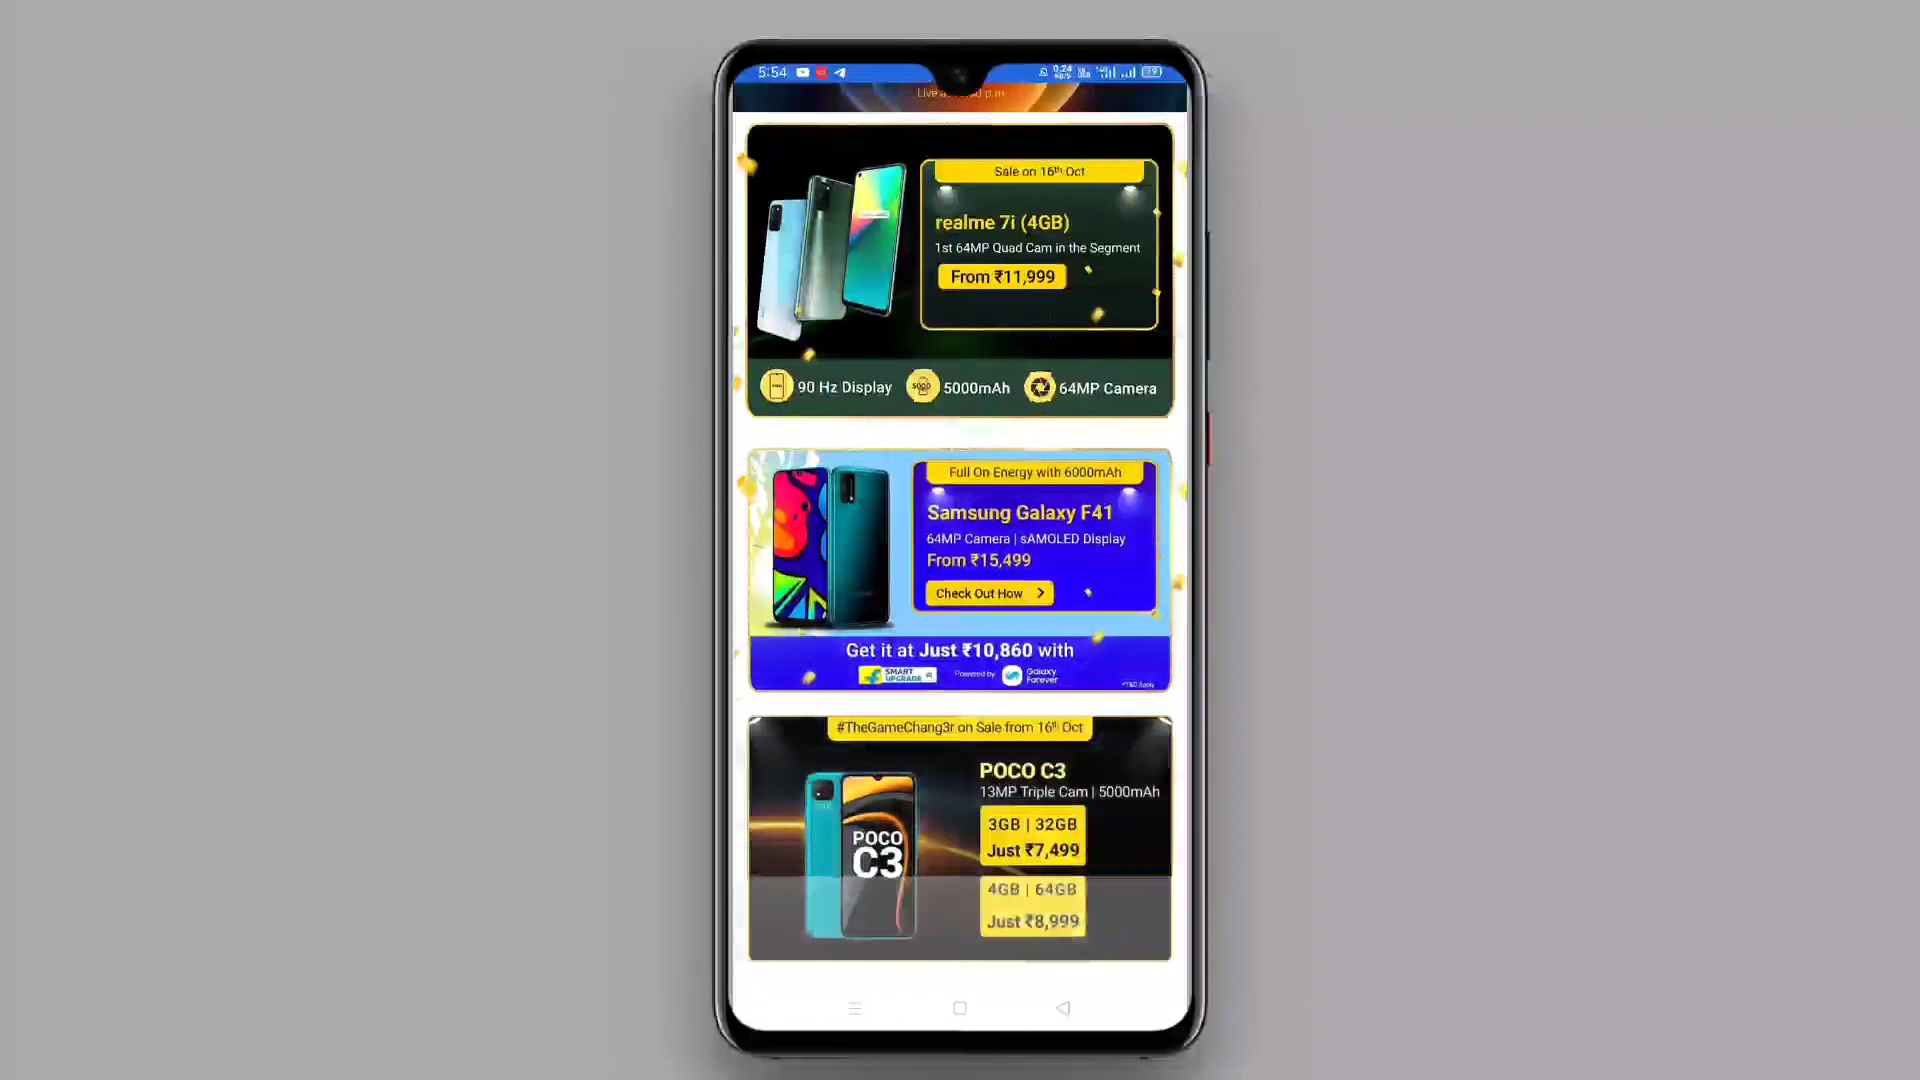 5:54
0.24
79
Live
p.m
Sale on 16th Oct
realme 7i (4GB)
1st 64MP Quad Cam in the Segment
From ₹11,999
90 Hz Display
5000mAh
64MP Camera
Full On Energy with 6000mAh
Samsung Galaxy F41
64MP Camera | sAMOLED Display
From ₹15,499
Check Out How
Get it at Just ₹10,860 with
SMART
UPGRADE
Powered by
Galaxy
Forever
*T&C Apply
#TheGameChang3r on Sale from 16th Oct
POCO C3
13MP Triple Cam | 5000mAh
3GB | 32GB
Just ₹7,499
POCO
C3
4GB | 64GB
Just ₹8,999